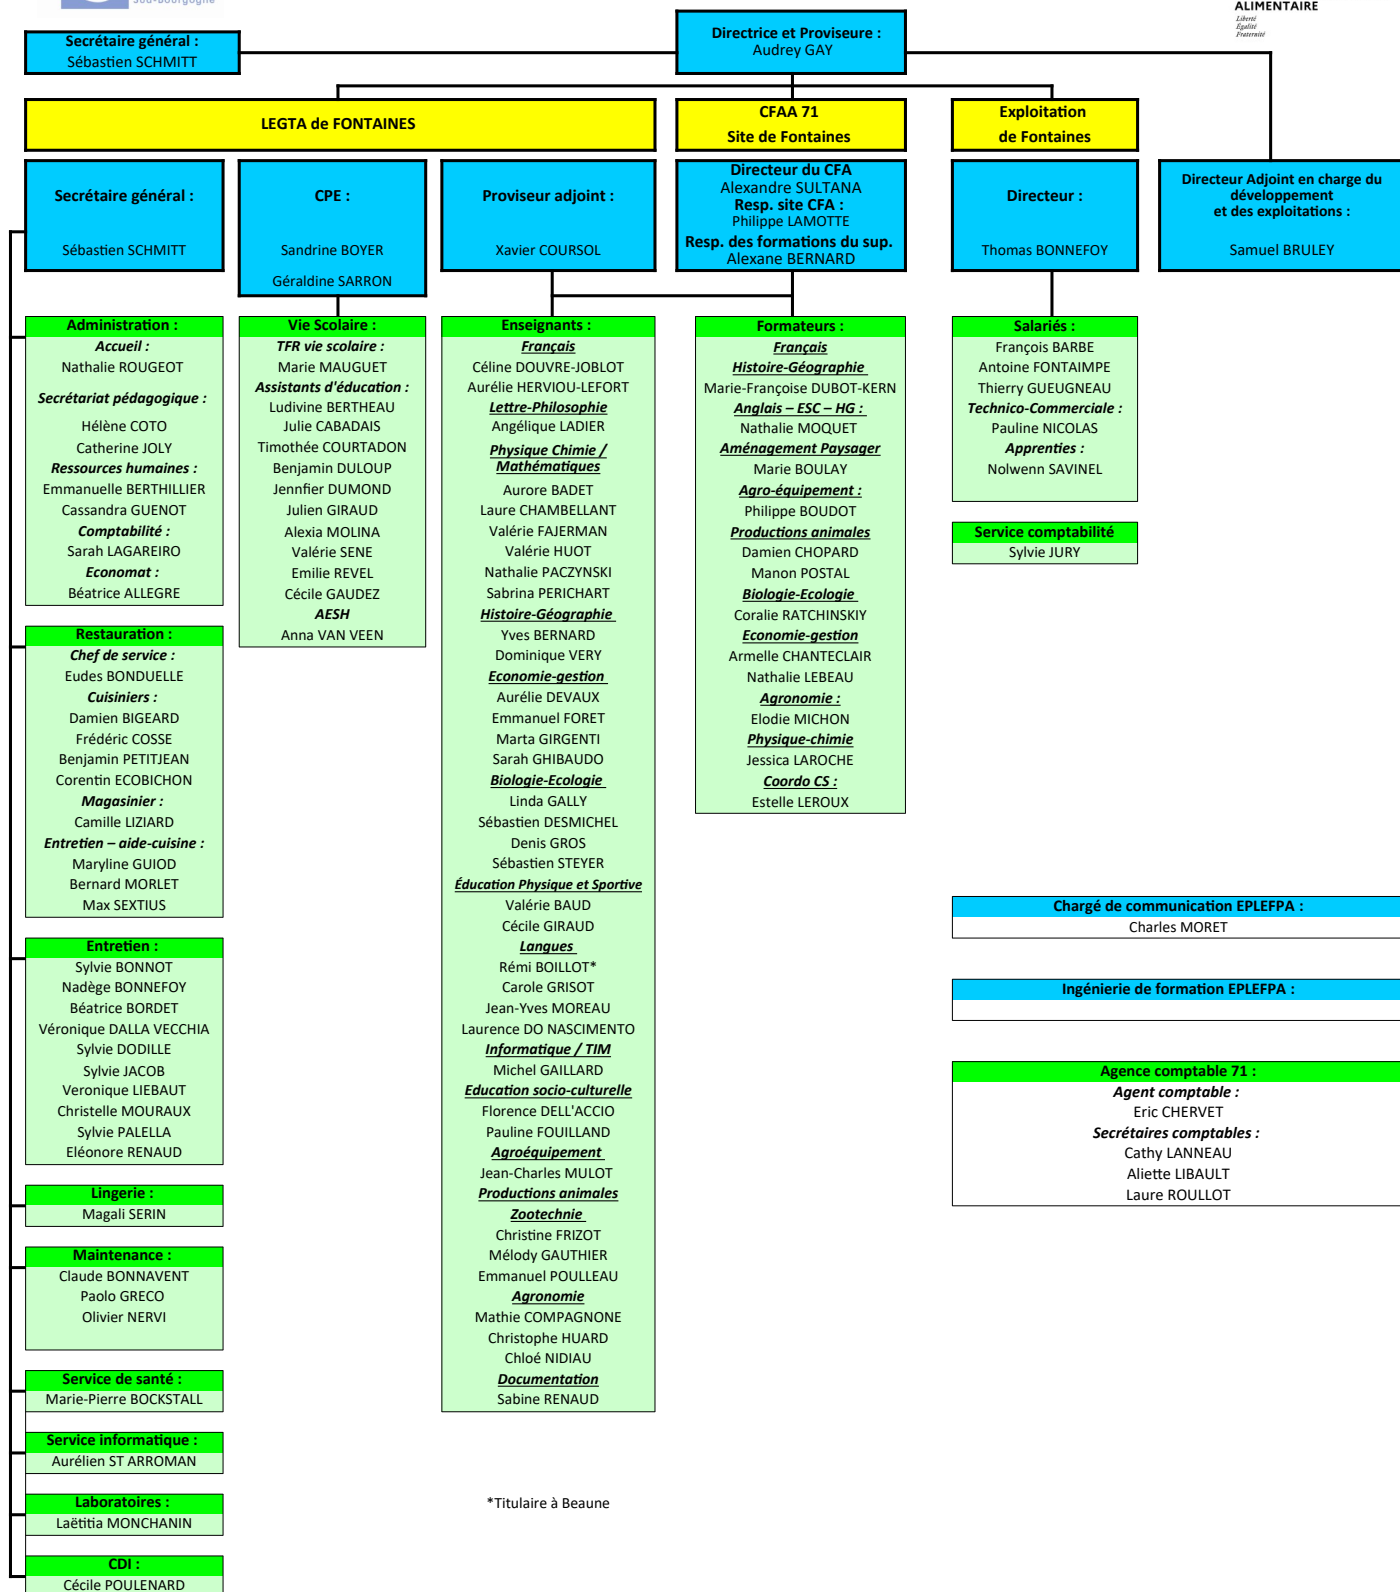 Sud-Bourgogne
ALIMENTAIRE
Liberté
Égalité
Fraternité
Secrétaire général :
Sébastien SCHMITT
Directrice et Proviseure :
Audrey GAY
LEGTA de FONTAINES
CFAA 71
Site de Fontaines
Exploitation
de Fontaines
Secrétaire général :
Sébastien SCHMITT
CPE :
Sandrine BOYER
Géraldine SARRON
Proviseur adjoint :
Xavier COURSOL
Directeur du CFA
Alexandre SULTANA
Resp. site CFA :
Philippe LAMOTTE
Resp. des formations du sup.
Alexane BERNARD
Directeur :
Thomas BONNEFOY
Directeur Adjoint en charge du
développement
et des exploitations :
Samuel BRULEY
Administration :
Accueil :
Nathalie ROUGEOT
Secrétariat pédagogique :
Hélène COTO
Catherine JOLY
Ressources humaines :
Emmanuelle BERTHILLIER
Cassandra GUENOT
Comptabilité :
Sarah LAGAREIRO
Economat :
Béatrice ALLEGRE
Restauration :
Chef de service :
Eudes BONDUELLE
Cuisiniers :
Damien BIGEARD
Frédéric COSSE
Benjamin PETITJEAN
Corentin ECOBICHON
Magasinier :
Camille LIZIARD
Entretien – aide-cuisine :
Maryline GUIOD
Bernard MORLET
Max SEXTIUS
Entretien :
Sylvie BONNOT
Nadège BONNEFOY
Béatrice BORDET
Véronique DALLA VECCHIA
Sylvie DODILLE
Sylvie JACOB
Veronique LIEBAUT
Christelle MOURAUX
Sylvie PALELLA
Eléonore RENAUD
Lingerie :
Magali SERIN
Maintenance :
Claude BONNAVENT
Paolo GRECO
Olivier NERVI
Service de santé :
Marie-Pierre BOCKSTALL
Service informatique :
Aurélien ST ARROMAN
Laboratoires :
Laëtitia MONCHANIN
CDI :
Cécile POULENARD
Vie Scolaire :
TFR vie scolaire :
Marie MAUGUET
Assistants d'éducation :
Ludivine BERTHEAU
Julie CABADAIS
Timothée COURTADON
Benjamin DULOUP
Jennfier DUMOND
Julien GIRAUD
Alexia MOLINA
Valérie SENE
Emilie REVEL
Cécile GAUDEZ
AESH
Anna VAN VEEN
Enseignants :
Français
Céline DOUVRE-JOBLOT
Aurélie HERVIOU-LEFORT
Lettre-Philosophie
Angélique LADIER
Physique Chimie /
Mathématiques
Aurore BADET
Laure CHAMBELLANT
Valérie FAJERMAN
Valérie HUOT
Nathalie PACZYNSKI
Sabrina PERICHART
Histoire-Géographie
Yves BERNARD
Dominique VERY
Economie-gestion
Aurélie DEVAUX
Emmanuel FORET
Marta GIRGENTI
Sarah GHIBAUDO
Biologie-Ecologie
Linda GALLY
Sébastien DESMICHEL
Denis GROS
Sébastien STEYER
Éducation Physique et Sportive
Valérie BAUD
Cécile GIRAUD
Langues
Rémi BOILLOT*
Carole GRISOT
Jean-Yves MOREAU
Laurence DO NASCIMENTO
Informatique / TIM
Michel GAILLARD
Education socio-culturelle
Florence DELL'ACCIO
Pauline FOUILLAND
Agroéquipement
Jean-Charles MULOT
Productions animales
Zootechnie
Christine FRIZOT
Mélody GAUTHIER
Emmanuel POULLEAU
Agronomie
Mathie COMPAGNONE
Christophe HUARD
Chloé NIDIAU
Documentation
Sabine RENAUD
*Titulaire à Beaune
Formateurs :
Français
Histoire-Géographie
Marie-Françoise DUBOT-KERN
Anglais – ESC – HG :
Nathalie MOQUET
Aménagement Paysager
Marie BOULAY
Agro-équipement :
Philippe BOUDOT
Productions animales
Damien CHOPARD
Manon POSTAL
Biologie-Ecologie
Coralie RATCHINSKIY
Economie-gestion
Armelle CHANTECLAIR
Nathalie LEBEAU
Agronomie :
Elodie MICHON
Physique-chimie
Jessica LAROCHE
Coordo CS :
Estelle LEROUX
Salariés :
François BARBE
Antoine FONTAIMPE
Thierry GUEUGNEAU
Technico-Commerciale :
Pauline NICOLAS
Apprenties :
Nolwenn SAVINEL
Service comptabilité
Sylvie JURY
Chargé de communication EPLEFPA :
Charles MORET
Ingénierie de formation EPLEFPA :
Agence comptable 71 :
Agent comptable :
Eric CHERVET
Secrétaires comptables :
Cathy LANNEAU
Aliette LIBAULT
Laure ROULLOT